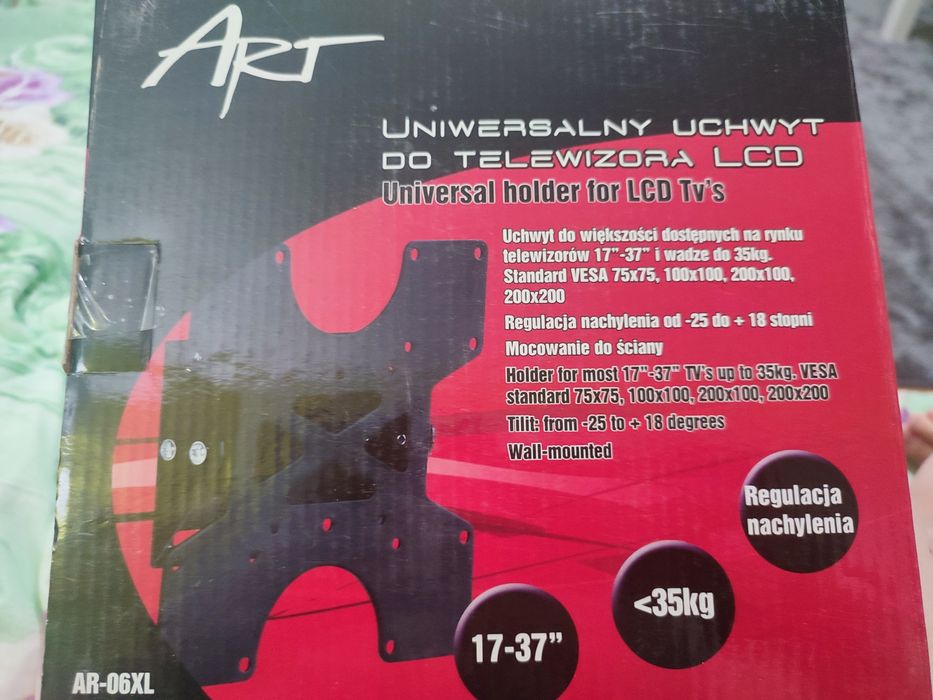 ART
UNIWERSALNY UCHWYT
DO TELEWIZORA LCD
Universal holder for LCD Tv's
Uchwyt do większości dostępnych na rynku
telewizorów 17"-37" i wadze do 35kg.
Standard VESA 75x75, 100x100, 200x100,
200x200
Regulacja nachylenia od -25 do + 18 stopni
Mocowanie do ściany
Holder for most 17"-37" TV's up to 35kg. VESA
standard 75x75, 100x100, 200x100, 200x200
Tilit: from -25 to + 18 degrees
Wall-mounted
Regulacja
nachylenia
<35kg
17-37"
AR-06XL